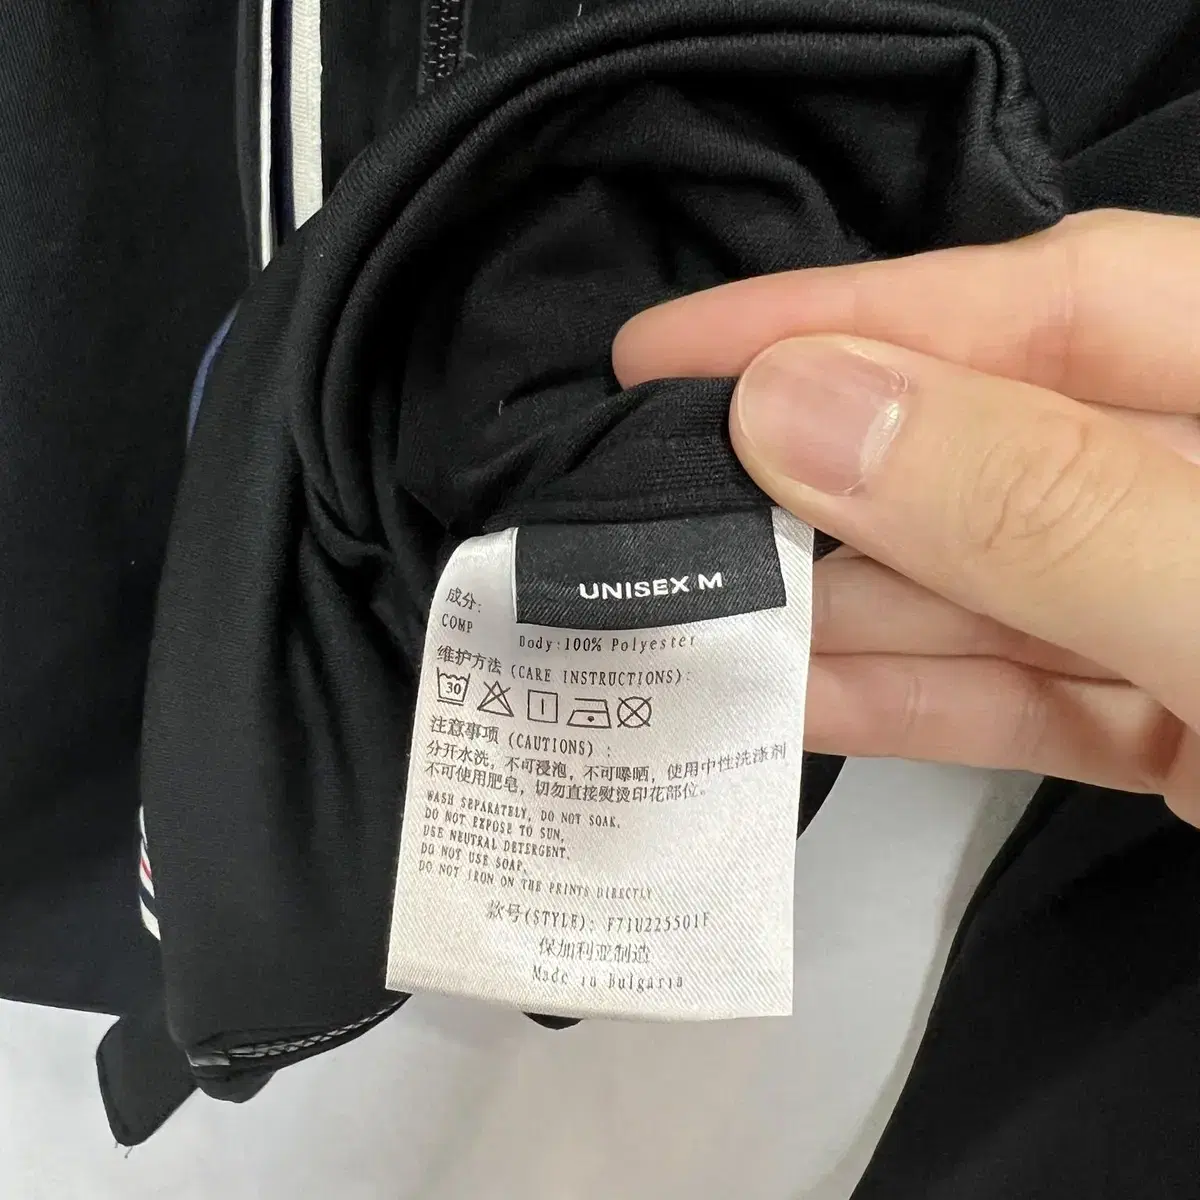 UNISEX M
成分:
COMP
Body:100% Polyester
维护方法 (CARE INSTRUCTIONS):
30
注意事项 (CAUTIONS) :
分开水洗, 不可浸泡, 不可曝晒, 使用中性洗涤剂
不可使用肥皂, 切勿直接熨烫印花部位。
WASH SEPARATELY, DO NOT SOAK.
DO NOT EXPOSE TO SUN,
USE NEUTRAL DETERGENT.
DO NOT USE SOAP,
DO NOT IRON ON THE PRINTS DIRECTLY
款号(STYLE): F71U225501F
保加利亚制造
Made in Bulgaria